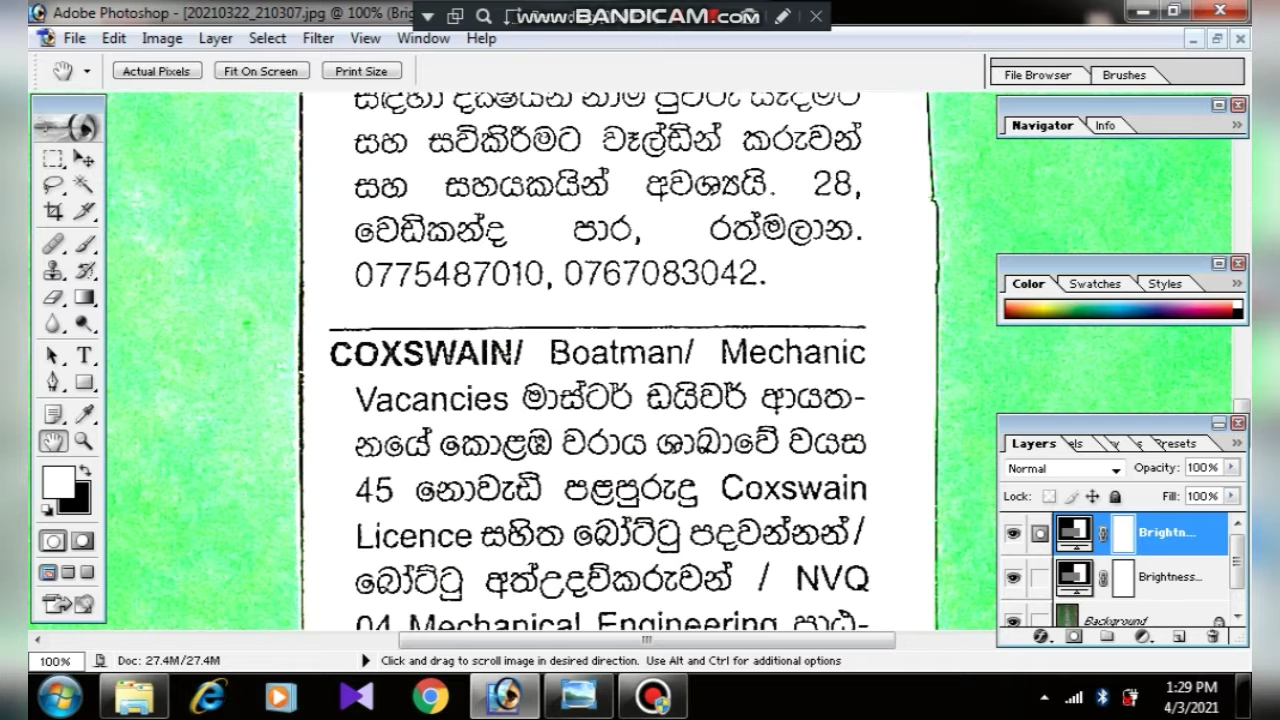 Adobe Photoshop - [20210322_210307.jpg @ 100% (Bri
www.BANDICAM.com
File Edit Image Layer Select Filter View Window Help
Actual Pixels Fit On Screen Print Size
File Browser Brushes
Navigator Info
සහ සවිකිරීමට වෑල්ඩින් කරුවන්
සහ සහයකයින් අවශ්‍යයි. 28,
වෙඩිකන්ද පාර, රත්මලාන.
0775487010, 0767083042.
Color Swatches Styles
COXSWAIN/ Boatman/ Mechanic
Vacancies මාස්ටර් ඩයිවර් ආයත-
නයේ කොළඹ වරාය ශාඛාවේ වයස
45 නොවැඩි පළපුරුදු Coxswain
Licence සහිත බෝට්ටු පදවන්නන්/
බෝට්ටු අත්උදව්කරුවන් / NVQ
04 Mechanical Engineering පාඨ-
Layers els Presets
Normal Opacity: 100%
Lock: Fill: 100%
Brightn...
Brightness...
Background
100% Doc: 27.4M/27.4M Click and drag to scroll image in desired direction. Use Alt and Ctrl for additional options
1:29 PM
4/3/2021